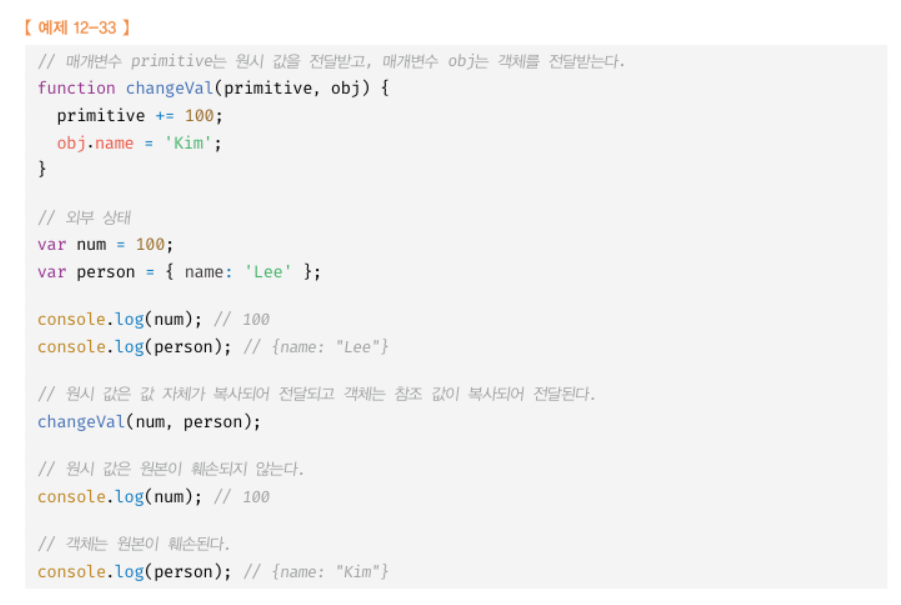 【 예제 12-33 】
// 매개변수 primitive는 원시 값을 전달받고, 매개변수 obj는 객체를 전달받는다.
function changeVal(primitive, obj) {
  primitive += 100;
  obj.name = 'Kim';
}
// 외부 상태
var num = 100;
var person = { name: 'Lee' };
console.log(num); // 100
console.log(person); // {name: "Lee"}
// 원시 값은 값 자체가 복사되어 전달되고 객체는 참조 값이 복사되어 전달된다.
changeVal(num, person);
// 원시 값은 원본이 훼손되지 않는다.
console.log(num); // 100
// 객체는 원본이 훼손된다.
console.log(person); // {name: "Kim"}